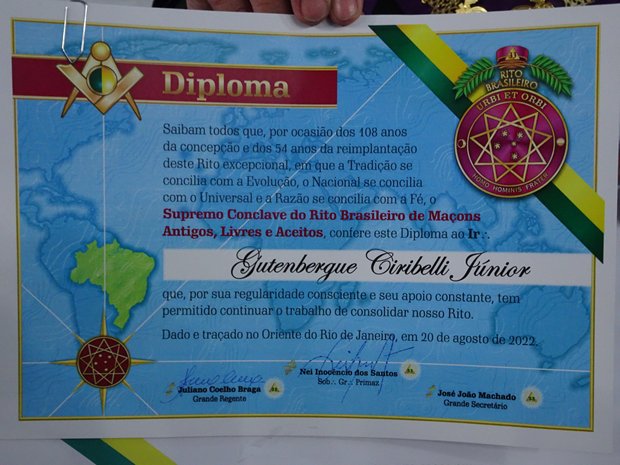 Diploma
RITO
BRASILEIRO
URBI ET ORBI
HOMO HOMINIS FRATER
Saibam todos que, por ocasião dos 108 anos
da concepção e dos 54 anos da reimplantação
deste Rito excepcional, em que a Tradição se
concilia com a Evolução, o Nacional se concilia
com o Universal e a Razão se concilia com a Fé, o
Supremo Conclave do Rito Brasileiro de Maçons
Antigos, Livres e Aceitos, confere este Diploma ao Ir∴
Gutenbergue Ciribelli Júnior
que, por sua regularidade consciente e seu apoio constante, tem
permitido continuar o trabalho de consolidar nosso Rito.
Dado e traçado no Oriente do Rio de Janeiro, em 20 de agosto de 2022.
Nei Inocencio dos Santos
Sob∴ Gr∴ Primaz
Juliano Coelho Braga
Grande Regente
José João Machado
Grande Secretário